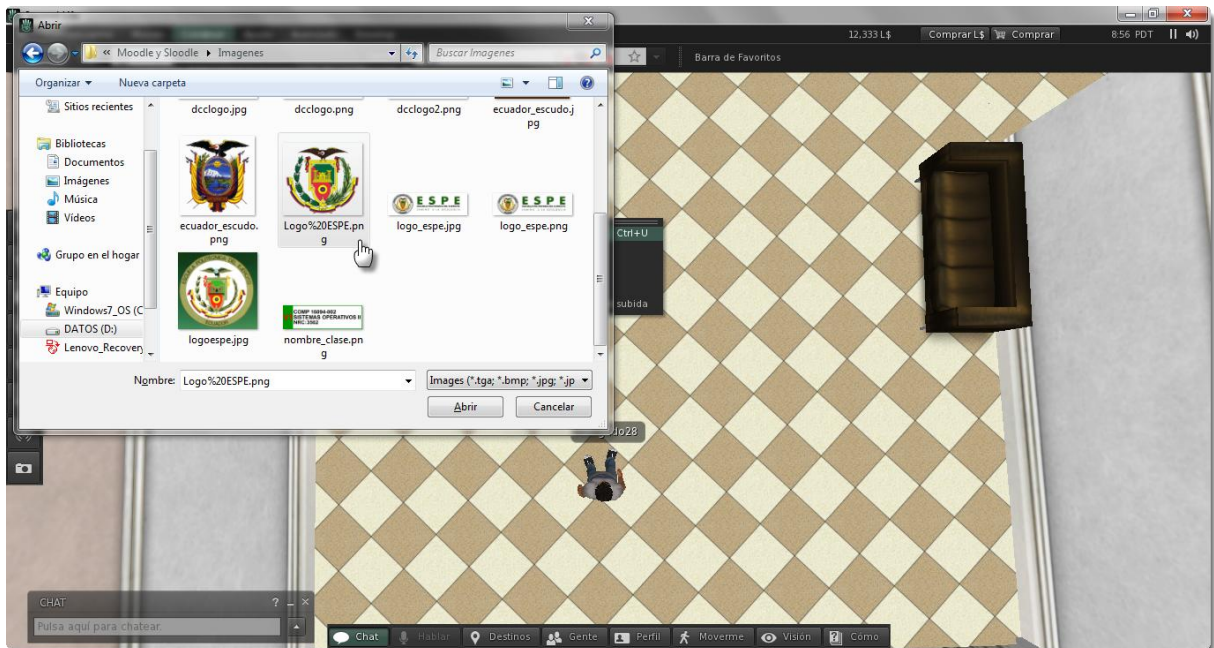 Abrir
« Moodle y Sloodle ▸ Imagenes
Buscar Imagenes
Organizar
Nueva carpeta
Sitios recientes
Bibliotecas
Documentos
Imágenes
Música
Vídeos
Grupo en el hogar
Equipo
Windows7_OS (C
DATOS (D:)
Lenovo_Recovery
dcclogo.jpg
dcclogo.png
dcclogo2.png
ecuador_escudo.j
pg
ecuador_escudo.
png
Logo%20ESPE.pn
g
ESPE
logo_espe.jpg
ESPE
logo_espe.png
logoespe.jpg
SISTEMAS OPERATIVOS II
nombre_clase.pn
g
Nombre:
Logo%20ESPE.png
Images (*.tga; *.bmp; *.jpg; *.jp
Abrir
Cancelar
12,333 L$
Comprar L$
Comprar
8:56 PDT
Barra de Favoritos
Ctrl+U
subida
do28
CHAT
? _ ×
Pulsa aquí para chatear.
Chat
Hablar
Destinos
Gente
Perfil
Moverme
Visión
Cómo